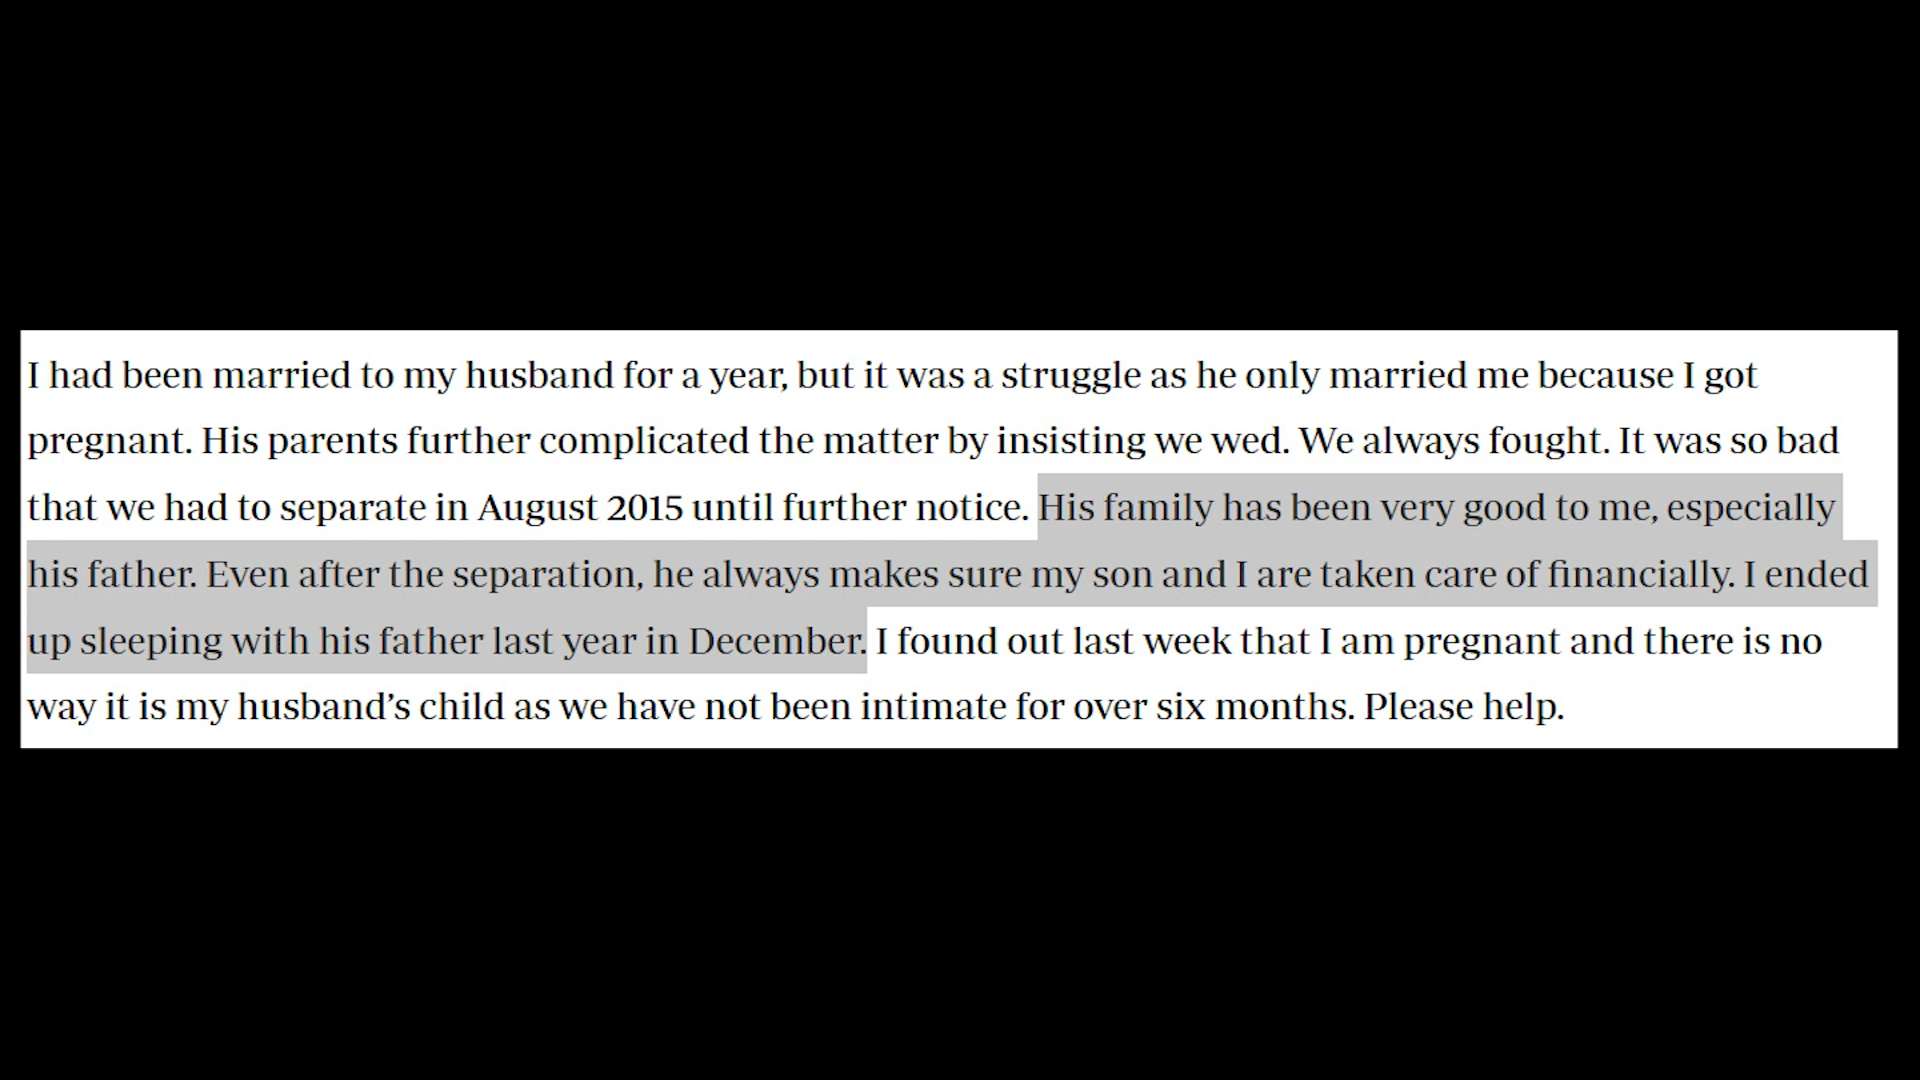 I had been married to my husband for a year, but it was a struggle as he only married me because I got
pregnant. His parents further complicated the matter by insisting we wed. We always fought. It was so bad
that we had to separate in August 2015 until further notice. His family has been very good to me, especially
his father. Even after the separation, he always makes sure my son and I are taken care of financially. I ended
up sleeping with his father last year in December. I found out last week that I am pregnant and there is no
way it is my husband’s child as we have not been intimate for over six months. Please help.